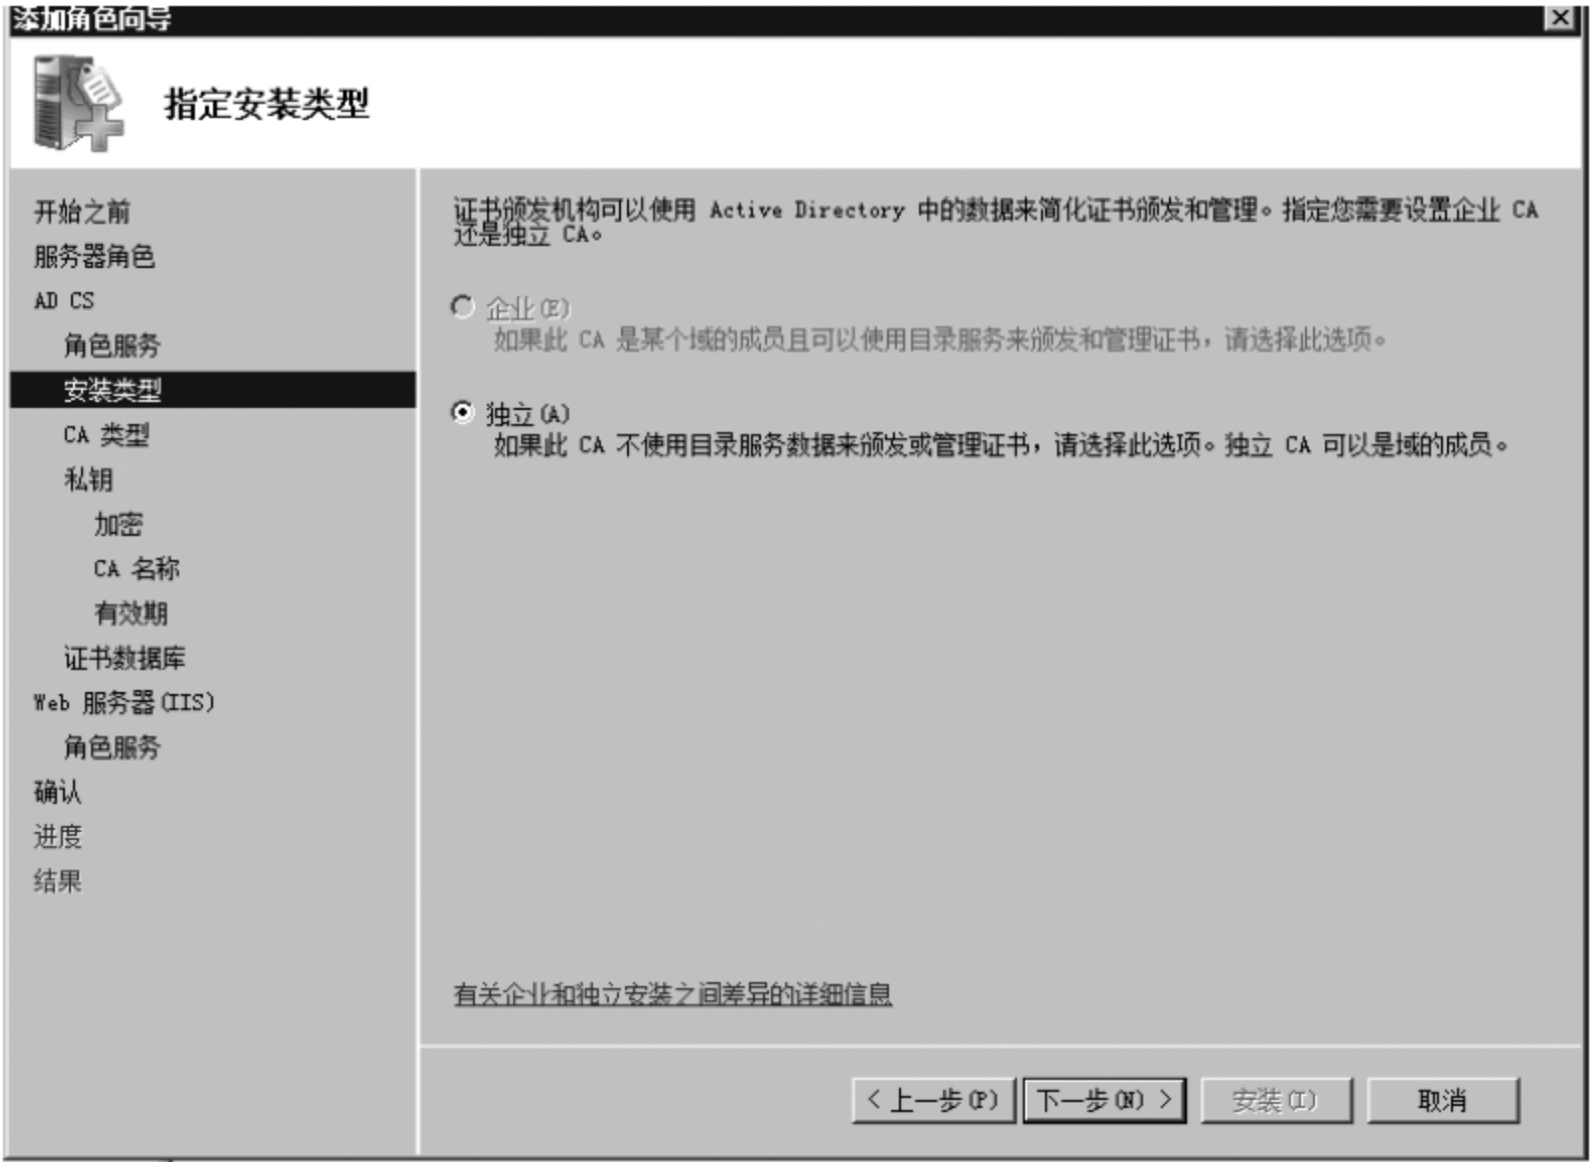 添加角色向导
指定安装类型
开始之前
服务器角色
AD CS
角色服务
安装类型
CA 类型
私钥
加密
CA 名称
有效期
证书数据库
Web 服务器(IIS)
角色服务
确认
进度
结果
证书颁发机构可以使用 Active Directory 中的数据来简化证书颁发和管理。指定您需要设置企业 CA
还是独立 CA。
企业(E)
如果此 CA 是某个域的成员且可以使用目录服务来颁发和管理证书，请选择此选项。
独立(A)
如果此 CA 不使用目录服务数据来颁发或管理证书，请选择此选项。独立 CA 可以是域的成员。
有关企业和独立安装之间差异的详细信息
< 上一步(P)
下一步(N) >
安装(I)
取消